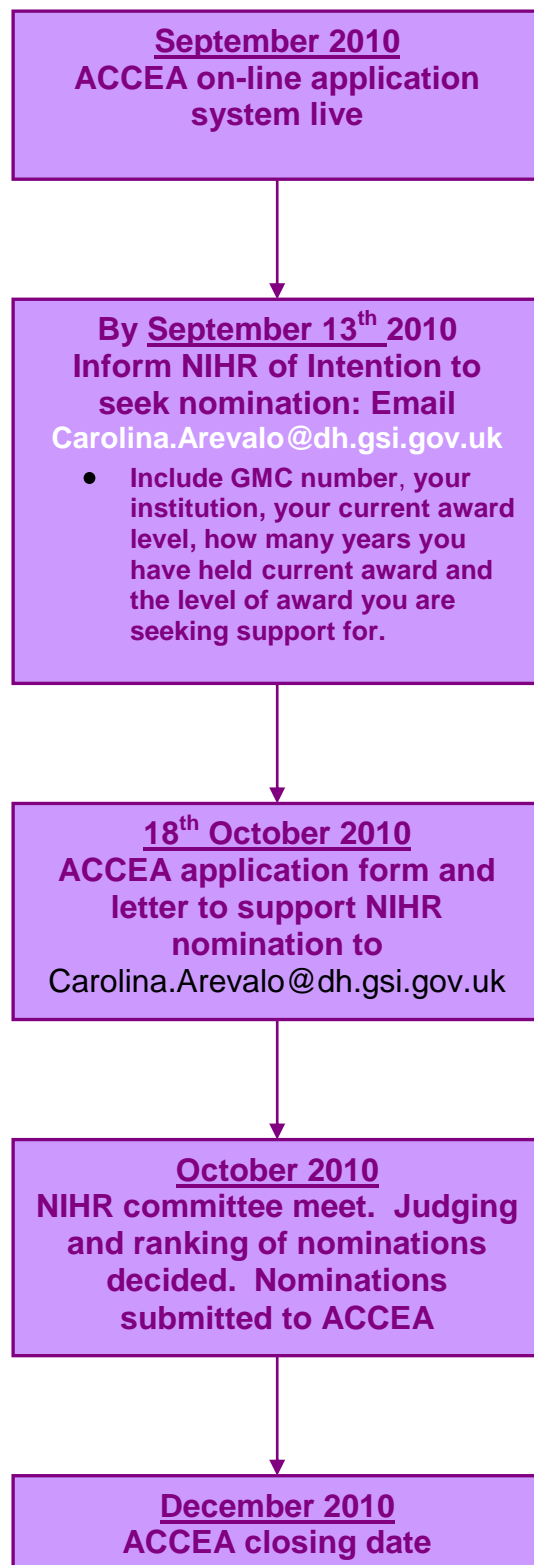 September 2010
ACCEA on-line application
system live
By September 13th 2010
Inform NIHR of Intention to
seek nomination: Email
Carolina.Arevalo@dh.gsi.gov.uk
● Include GMC number, your
institution, your current award
level, how many years you
have held current award and
the level of award you are
seeking support for.
18th October 2010
ACCEA application form and
letter to support NIHR
nomination to
Carolina.Arevalo@dh.gsi.gov.uk
October 2010
NIHR committee meet. Judging
and ranking of nominations
decided. Nominations
submitted to ACCEA
December 2010
ACCEA closing date